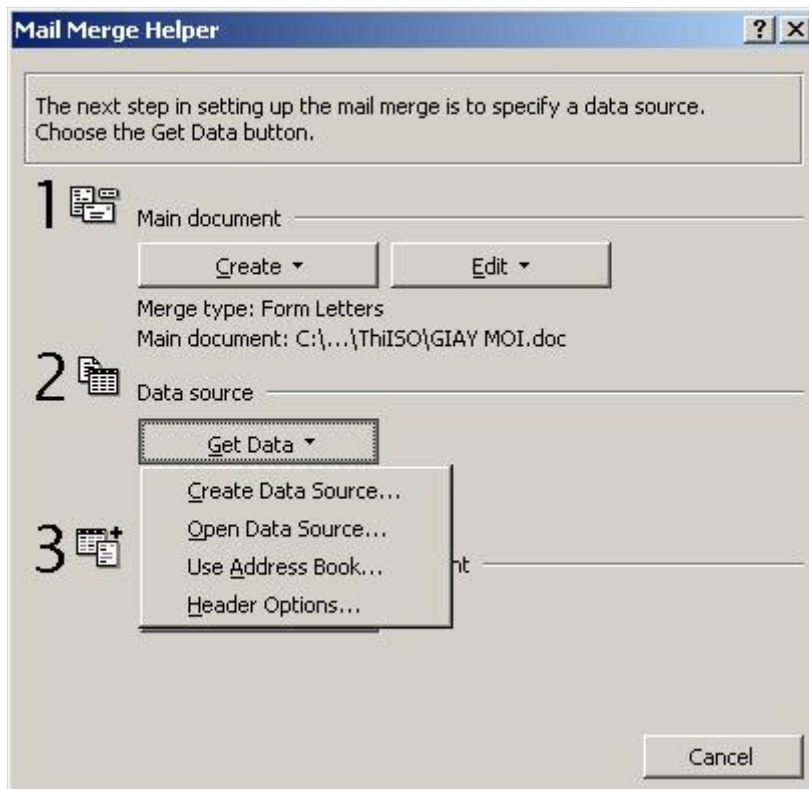 Mail Merge Helper
The next step in setting up the mail merge is to specify a data source.
Choose the Get Data button.
1 Main document
Create Edit
Merge type: Form Letters
Main document: C:\...\ThiISO\GIAY MOI.doc
2 Data source
Get Data
Create Data Source...
Open Data Source...
3 Use Address Book... nt
Header Options...
Cancel